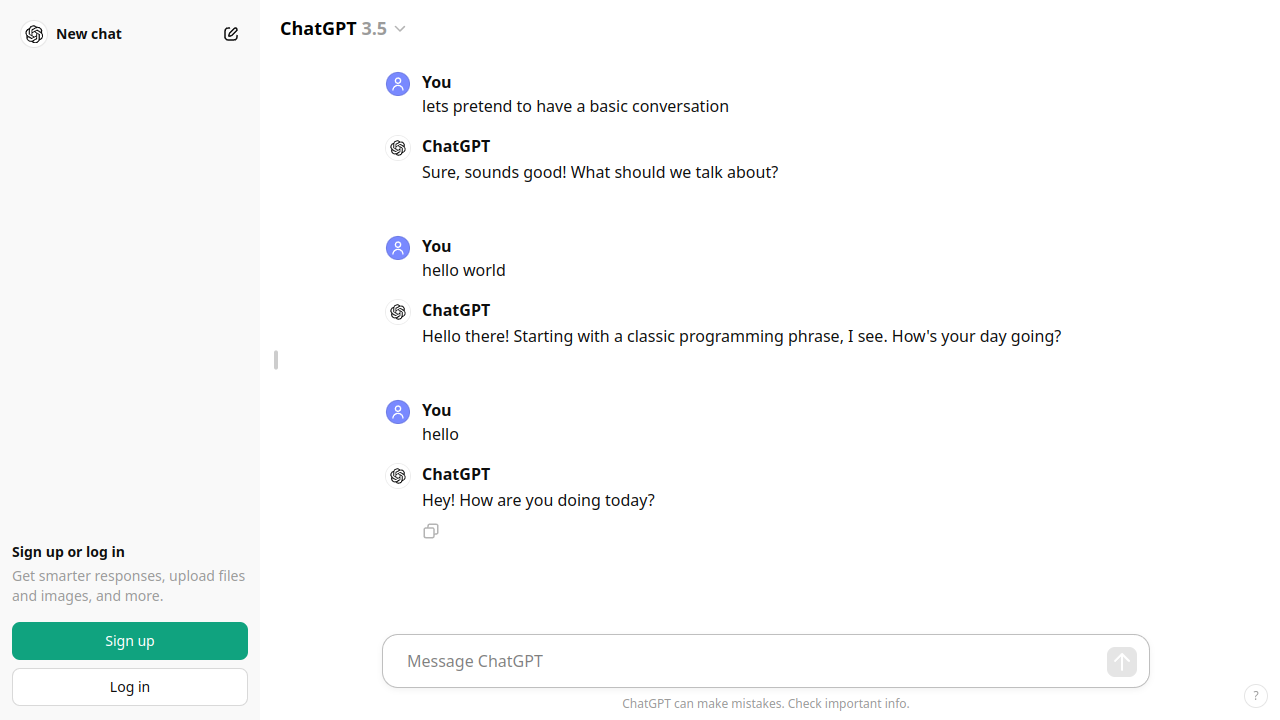 New chat
ChatGPT 3.5
You
lets pretend to have a basic conversation
ChatGPT
Sure, sounds good! What should we talk about?
You
hello world
ChatGPT
Hello there! Starting with a classic programming phrase, I see. How's your day going?
You
hello
ChatGPT
Hey! How are you doing today?
Sign up or log in
Get smarter responses, upload files
and images, and more.
Sign up
Log in
Message ChatGPT
ChatGPT can make mistakes. Check important info.
?